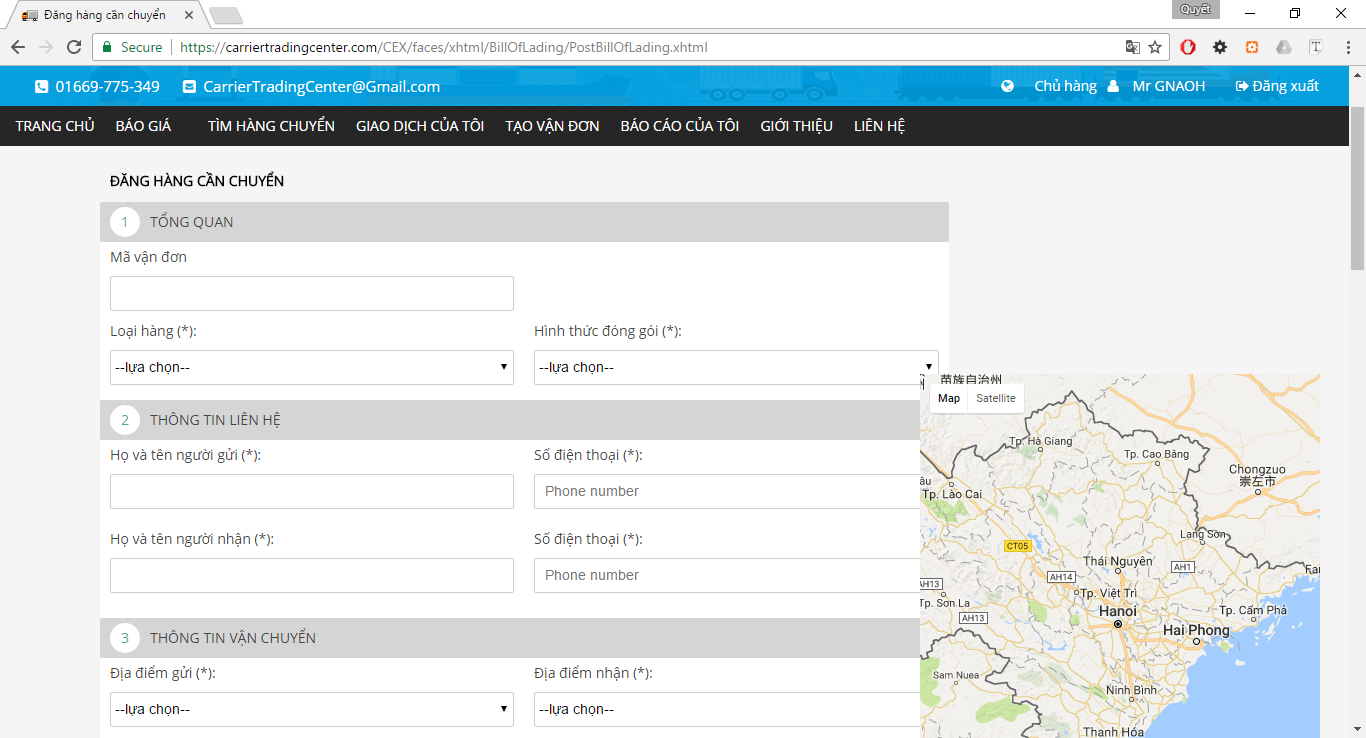 Đăng hàng cần chuyển
Quyết
Secure https://carriertradingcenter.com/CEX/faces/xhtml/BillOfLading/PostBillOfLading.xhtml
01669-775-349 CarrierTradingCenter@Gmail.com Chủ hàng Mr GNAOH Đăng xuất
TRANG CHỦ BÁO GIÁ TÌM HÀNG CHUYỂN GIAO DỊCH CỦA TÔI TẠO VẬN ĐƠN BÁO CÁO CỦA TÔI GIỚI THIỆU LIÊN HỆ
ĐĂNG HÀNG CẦN CHUYỂN
1 TỔNG QUAN
Mã vận đơn
Loại hàng (*): Hình thức đóng gói (*):
--lựa chọn-- --lựa chọn--
2 THÔNG TIN LIÊN HỆ
Họ và tên người gửi (*): Số điện thoại (*):
Phone number
Họ và tên người nhận (*): Số điện thoại (*):
Phone number
3 THÔNG TIN VẬN CHUYỂN
Địa điểm gửi (*): Địa điểm nhận (*):
--lựa chọn-- --lựa chọn--
苗族自治州
Map Satellite
Tp. Hà Giang
Tp. Cao Bằng
Chongzuo
崇左市
âu
Tp. Lào Cai
Lạng Sơn
CT05
Thái Nguyên
AH1
AH14
AH13
Tp. Việt Trì
Tp. Sơn La
Hanoi
Tp. Cẩm Phả
AH13
Hai Phong
Sam Nuea
Ninh Bình
Thanh Hóa